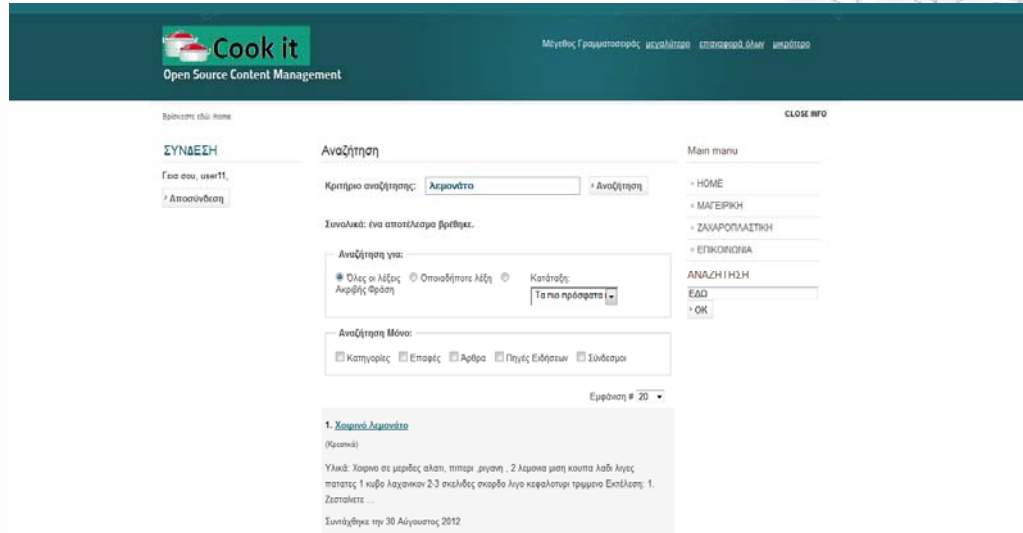 Cook it
Open Source Content Management
Μέγεθος Γραμματοσοράς μεγαλύτερο επαναφορά όλων μικρότερο
Βρίσκεστε εδώ: Home
CLOSE INFO
ΣΥΝΔΕΣΗ
Γεια σου, user11,
Αποσύνδεση
Αναζήτηση
Κριτήριο αναζήτησης: λεμονάτο Αναζήτηση
Συνολικά: ένα αποτέλεσμα βρέθηκε.
Αναζήτηση για:
Όλες οι λέξεις Οποιαδήποτε λέξη
Ακριβής Φράση
Κατάταξη:
Τα πιο πρόσφατα
Αναζήτηση Μόνο:
Κατηγορίες Επαφές Άρθρα Πηγές Ειδήσεων Σύνδεσμοι
Εμφάνιση # 20
1. Χοιρινό λεμονάτο
(Κρεατικά)
Υλικά: Χοιρινο σε μεριδες αλατι, πιπερι ,ριγανη , 2 λεμονια μιση κουπα λαδι λιγες
πατατες 1 κυβο λαχανικων 2-3 σκελιδες σκορδο λιγο κεφαλοτυρι τριμμενο Εκτέλεση: 1.
Ζεσταίνετε ...
Συντάχθηκε την 30 Αύγουστος 2012
Main manu
HOME
ΜΑΓΕΙΡΙΚΗ
ΖΑΧΑΡΟΠΛΑΣΤΙΚΗ
ΕΠΙΚΟΙΝΩΝΙΑ
ΑΝΑΖΗΤΗΣΗ
ΕΔΩ
OK